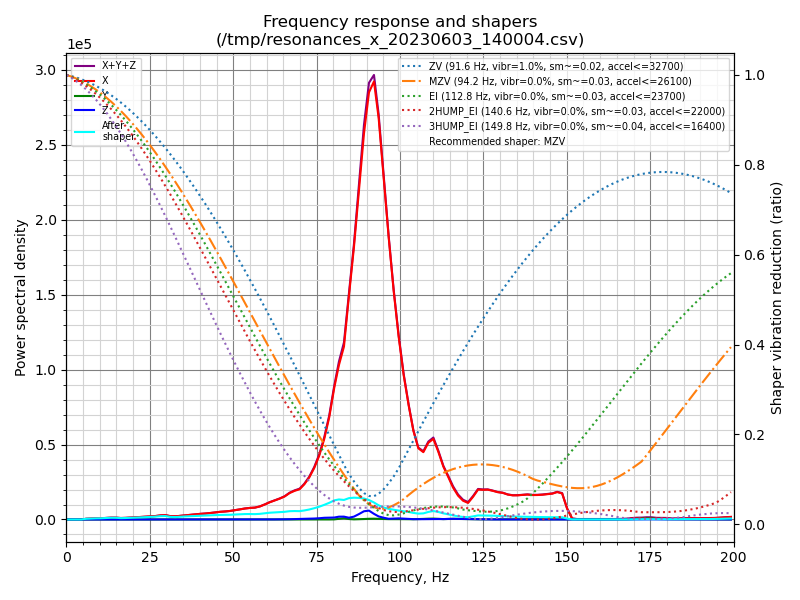 Frequency response and shapers
(/tmp/resonances_x_20230603_140004.csv)
1e5
X+Y+Z
X
Z
After
shaper
ZV (91.6 Hz, vibr=1.0%, sm~=0.02, accel<=32700)
MZV (94.2 Hz, vibr=0.0%, sm~=0.03, accel<=26100)
EI (112.8 Hz, vibr=0.0%, sm~=0.03, accel<=23700)
2HUMP_EI (140.6 Hz, vibr=0.0%, sm~=0.03, accel<=22000)
3HUMP_EI (149.8 Hz, vibr=0.0%, sm~=0.04, accel<=16400)
Recommended shaper: MZV
3.0
2.5
2.0
1.5
1.0
0.5
0.0
Power spectral density
1.0
0.8
0.6
0.4
0.2
0.0
Shaper vibration reduction (ratio)
0 25 50 75 100 125 150 175 200
Frequency, Hz